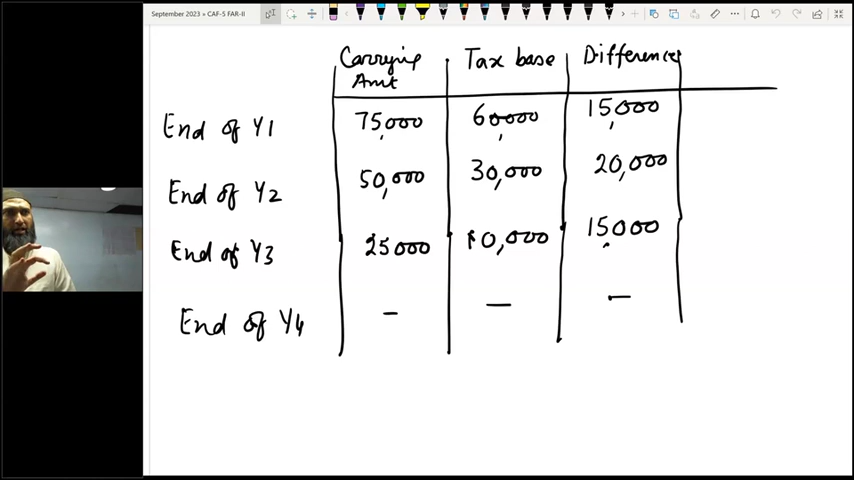 September 2023 » CAF-5 FAR-II
Carrying Amt Tax base Difference
End of Y1 75,000 60,000 15,000
End of Y2 50,000 30,000 20,000
End of Y3 25000 10,000 15,000
End of Y4 - - -